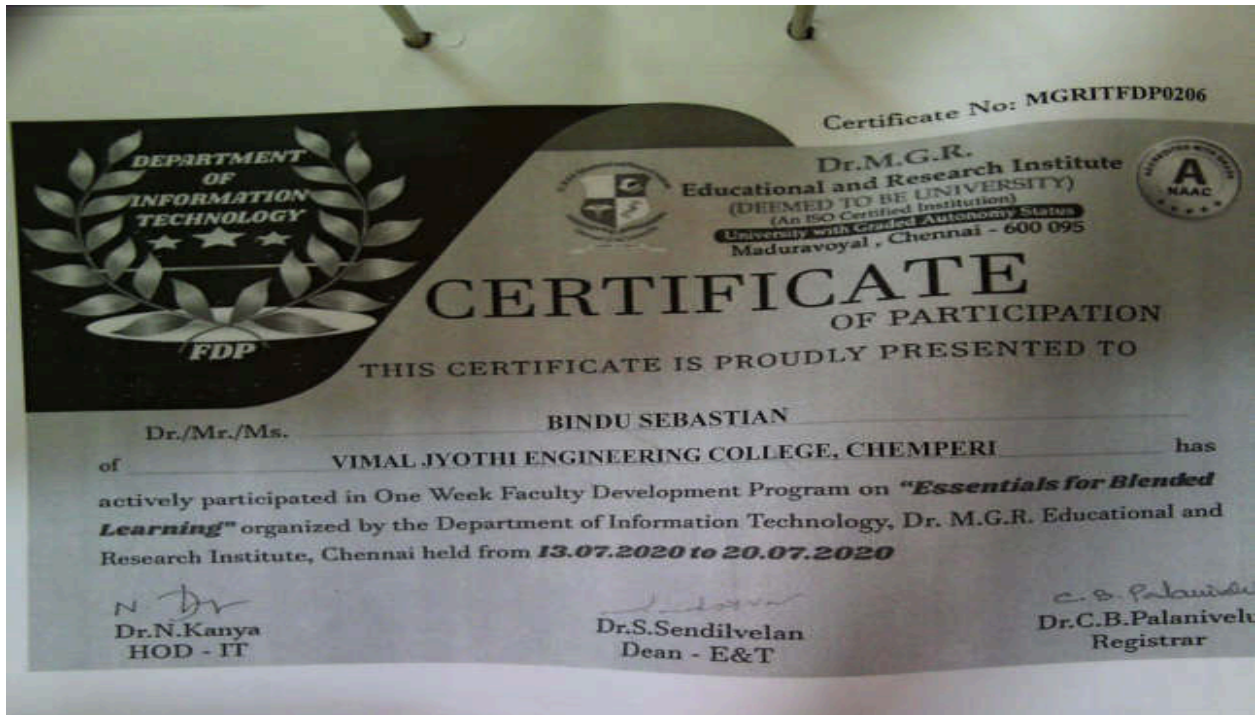 Certificate No: MGRITFDP0206
DEPARTMENT
OF
INFORMATION
TECHNOLOGY
FDP
Dr.M.G.R.
Educational and Research Institute
(DEEMED TO BE UNIVERSITY)
(An ISO Certified Institution)
University with Graded Autonomy Status
Maduravoyal , Chennai - 600 095
A
NAAC
CERTIFICATE
OF PARTICIPATION
THIS CERTIFICATE IS PROUDLY PRESENTED TO
Dr./Mr./Ms. BINDU SEBASTIAN
of VIMAL JYOTHI ENGINEERING COLLEGE, CHEMPERI has
actively participated in One Week Faculty Development Program on "Essentials for Blended
Learning" organized by the Department of Information Technology, Dr. M.G.R. Educational and
Research Institute, Chennai held from 13.07.2020 to 20.07.2020
C. B. Palanivelu
Dr.N.Kanya
HOD - IT
Dr.S.Sendilvelan
Dean - E&T
Dr.C.B.Palanivelu
Registrar